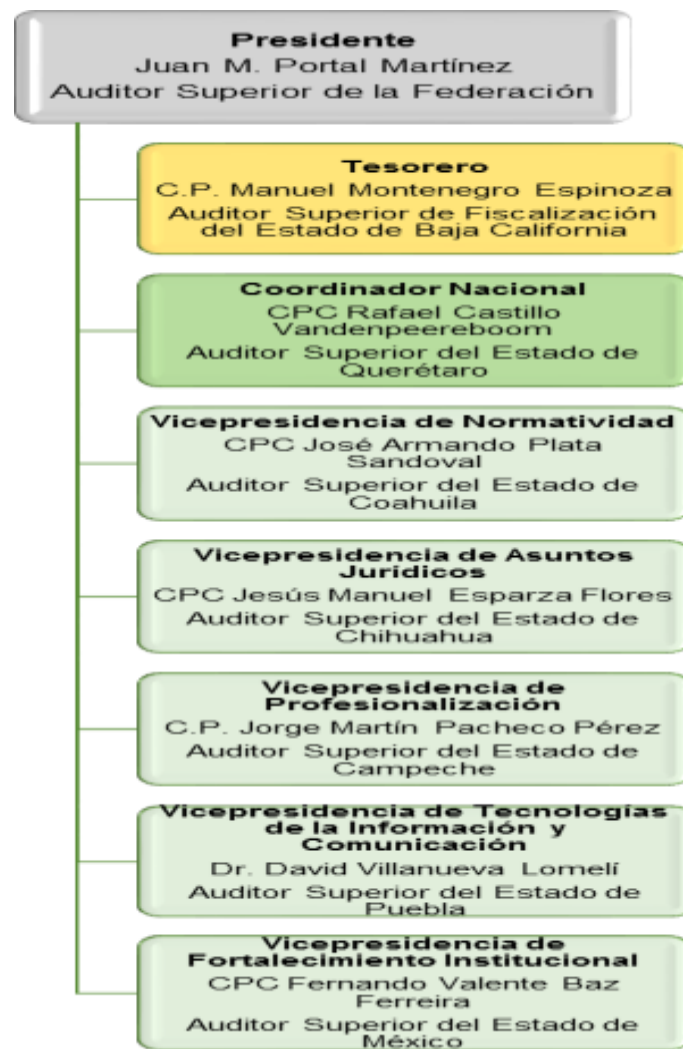 Presidente
Juan M. Portal Martínez
Auditor Superior de la Federación
Tesorero
C.P. Manuel Montenegro Espinoza
Auditor Superior de Fiscalización
del Estado de Baja California
Coordinador Nacional
CPC Rafael Castillo
Vandenpeereboom
Auditor Superior del Estado de
Querétaro
Vicepresidencia de Normatividad
CPC José Armando Plata
Sandoval
Auditor Superior del Estado de
Coahuila
Vicepresidencia de Asuntos
Jurídicos
CPC Jesús Manuel Esparza Flores
Auditor Superior del Estado de
Chihuahua
Vicepresidencia de
Profesionalización
C.P. Jorge Martín Pacheco Pérez
Auditor Superior del Estado de
Campeche
Vicepresidencia de Tecnologías
de la Información y
Comunicación
Dr. David Villanueva Lomelí
Auditor Superior del Estado de
Puebla
Vicepresidencia de
Fortalecimiento Institucional
CPC Fernando Valente Baz
Ferreira
Auditor Superior del Estado de
México